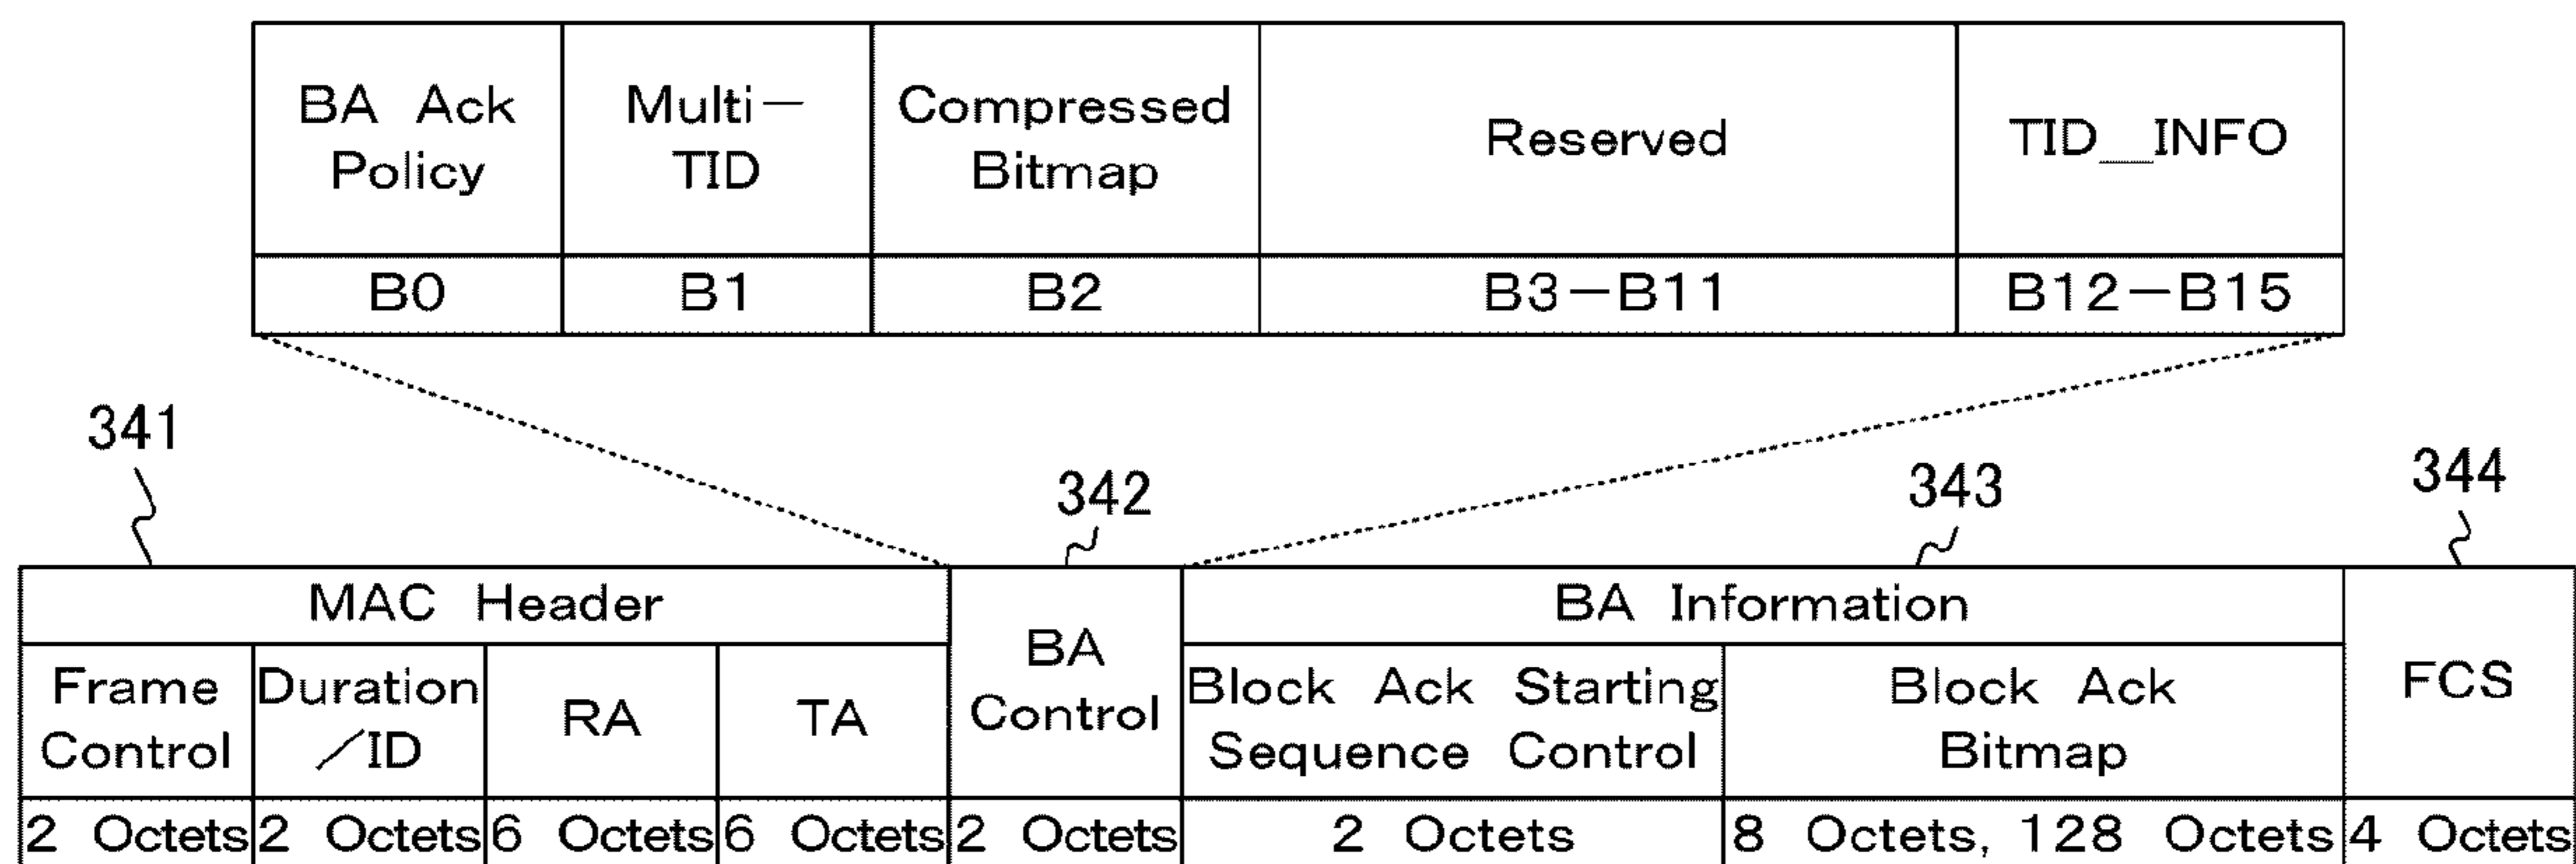 BA Ack Policy
Multi-TID
Compressed Bitmap
Reserved
TID__INFO
B0
B1
B2
B3-B11
B12-B15
341
342
343
344
MAC Header
BA Control
BA Information
FCS
Frame Control
Duration/ID
RA
TA
Block Ack Starting Sequence Control
Block Ack Bitmap
2 Octets
2 Octets
6 Octets
6 Octets
2 Octets
2 Octets
8 Octets, 128 Octets
4 Octets